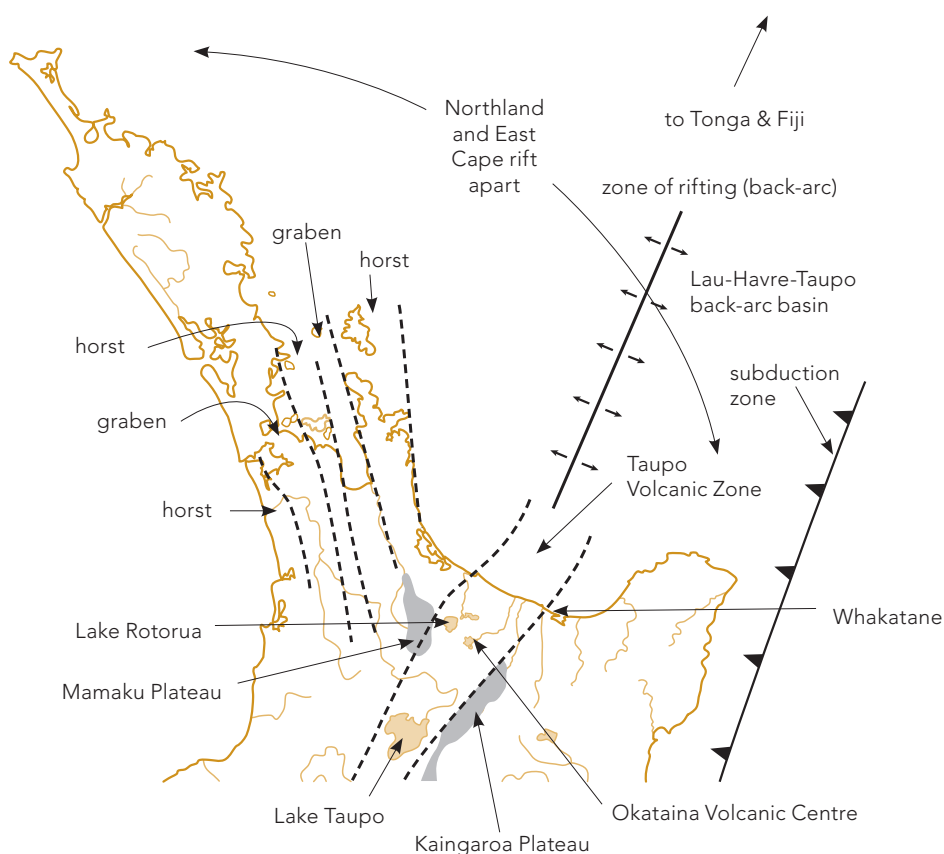 Northland
and East
Cape rift
apart
to Tonga & Fiji
zone of rifting (back-arc)
graben
horst
Lau-Havre-Taupo
back-arc basin
horst
subduction
zone
graben
Taupo
Volcanic Zone
horst
Whakatane
Lake Rotorua
Mamaku Plateau
Lake Taupo
Okataina Volcanic Centre
Kaingaroa Plateau